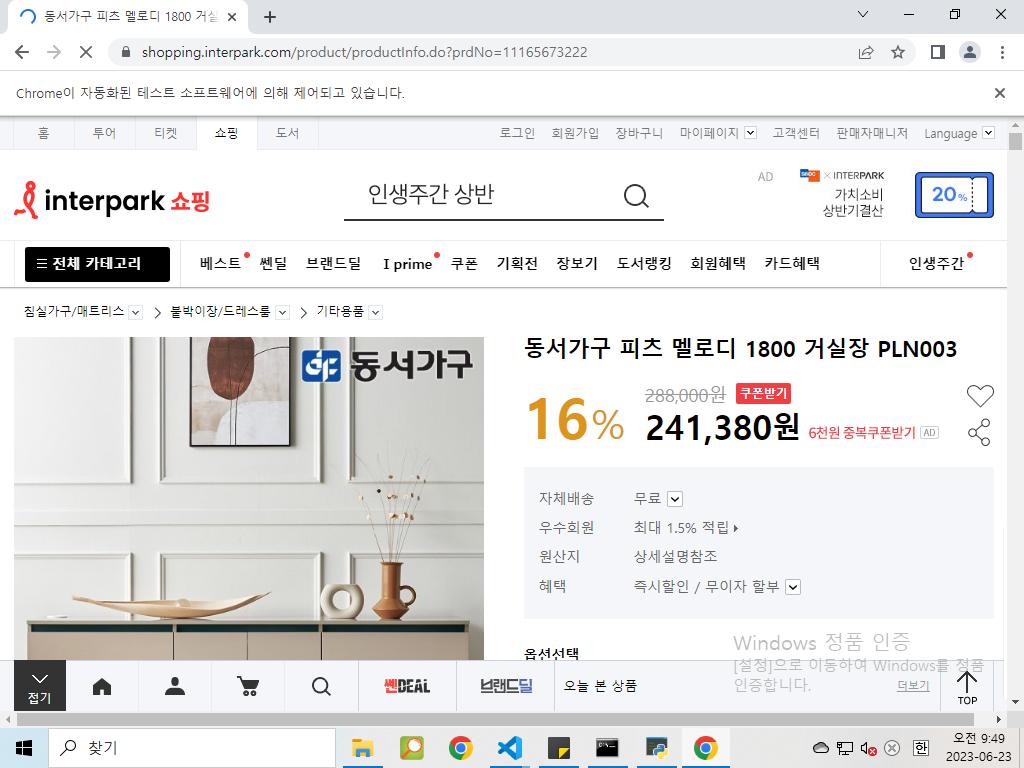 동서가구 피츠 멜로디 1800 거실
shopping.interpark.com/product/productInfo.do?prdNo=11165673222
Chrome이 자동화된 테스트 소프트웨어에 의해 제어되고 있습니다.
홈 투어 티켓 쇼핑 도서 로그인 회원가입 장바구니 마이페이지 고객센터 판매자매니저 Language
interpark 쇼핑 인생주간 상반 AD × INTERPARK
가치소비
상반기결산
20%
전체 카테고리 베스트 쎈딜 브랜드딜 I prime 쿠폰 기획전 장보기 도서랭킹 회원혜택 카드혜택 인생주간
침실가구/매트리스 붙박이장/드레스룸 기타용품
동서가구
동서가구 피츠 멜로디 1800 거실장 PLN003
16% 288,000원 쿠폰받기
241,380원 6천원 중복쿠폰받기 AD
자체배송 무료
우수회원 최대 1.5% 적립
원산지 상세설명참조
혜택 즉시할인 / 무이자 할부
옵션선택
Windows 정품 인증
[설정]으로 이동하여 Windows를 정품
인증합니다.
접기 쎈DEAL 브랜드딜 오늘 본 상품 더보기 TOP
찾기 한 오전 9:49
2023-06-23